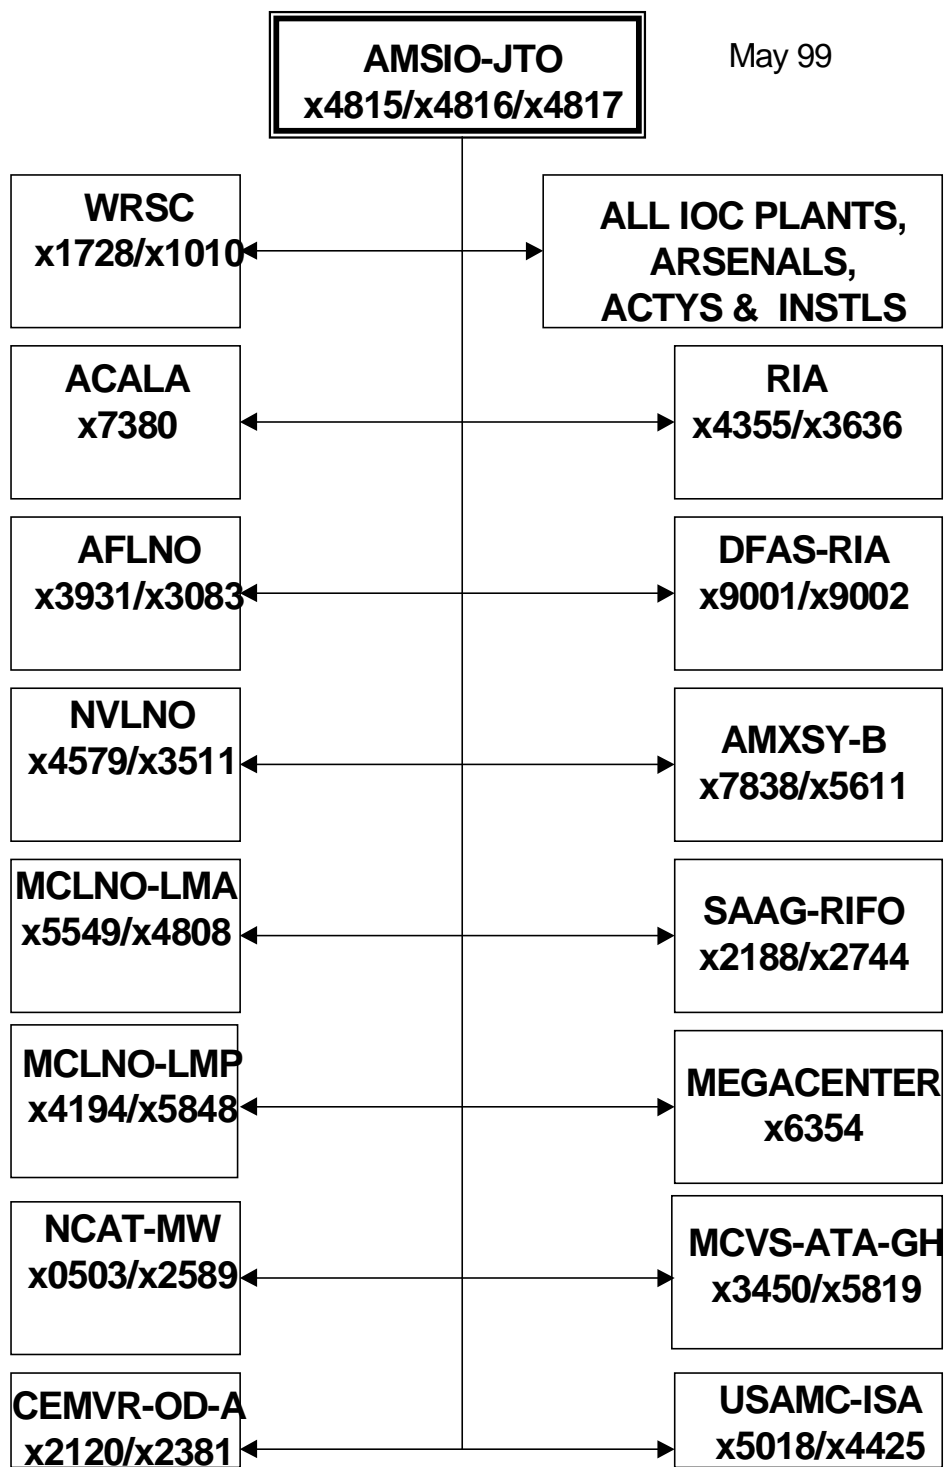 AMSIO-JTO
x4815/x4816/x4817
May 99
WRSC
x1728/x1010
ALL IOC PLANTS,
ARSENALS,
ACTYS & INSTLS
ACALA
x7380
RIA
x4355/x3636
AFLNO
x3931/x3083
DFAS-RIA
x9001/x9002
NVLNO
x4579/x3511
AMXSY-B
x7838/x5611
MCLNO-LMA
x5549/x4808
SAAG-RIFO
x2188/x2744
MCLNO-LMP
x4194/x5848
MEGACENTER
x6354
NCAT-MW
x0503/x2589
MCVS-ATA-GH
x3450/x5819
CEMVR-OD-A
x2120/x2381
USAMC-ISA
x5018/x4425